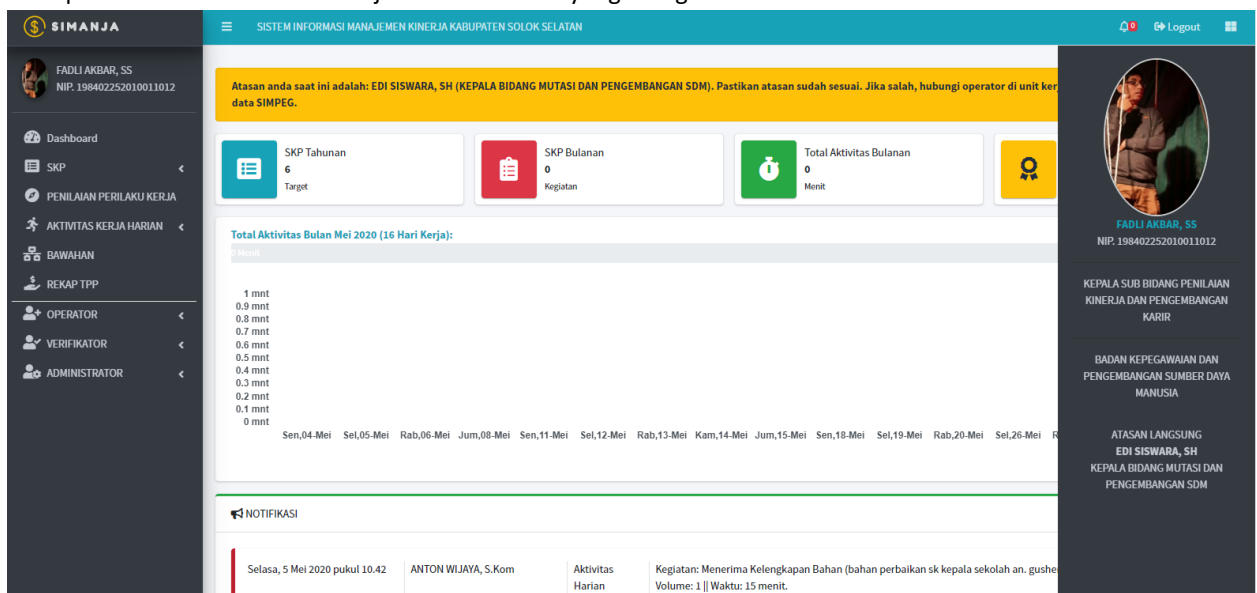 SIMANJA
SISTEM INFORMASI MANAJEMEN KINERJA KABUPATEN SOLOK SELATAN
Logout
FADLI AKBAR, SS
NIP. 198402252010011012
Dashboard
SKP
PENILAIAN PERILAKU KERJA
AKTIVITAS KERJA HARIAN
BAWAHAN
REKAP TPP
OPERATOR
VERIFIKATOR
ADMINISTRATOR
Atasan anda saat ini adalah: EDI SISWARA, SH (KEPALA BIDANG MUTASI DAN PENGEMBANGAN SDM). Pastikan atasan sudah sesuai. Jika salah, hubungi operator di unit
data SIMPEG.
SKP Tahunan
6
Target
SKP Bulanan
0
Kegiatan
Total Aktivitas Bulanan
0
Menit
Total Aktivitas Bulan Mei 2020 (16 Hari Kerja):
0 Menit
1 mnt
0.9 mnt
0.8 mnt
0.7 mnt
0.6 mnt
0.5 mnt
0.4 mnt
0.3 mnt
0.2 mnt
0.1 mnt
0 mnt
Sen,04-Mei Sel,05-Mei Rab,06-Mei Jum,08-Mei Sen,11-Mei Sel,12-Mei Rab,13-Mei Kam,14-Mei Jum,15-Mei Sen,18-Mei Sel,19-Mei Rab,20-Mei Sel,26-Mei
NOTIFIKASI
Selasa, 5 Mei 2020 pukul 10.42
ANTON WIJAYA, S.Kom
Aktivitas
Harian
Kegiatan: Menerima Kelengkapan Bahan (bahan perbaikan sk kepala sekolah an.
Volume: 1 || Waktu: 15 menit.
FADLI AKBAR, SS
NIP. 198402252010011012
KEPALA SUB BIDANG PENILAIAN
KINERJA DAN PENGEMBANGAN
KARIR
BADAN KEPEGAWAIAN DAN
PENGEMBANGAN SUMBER DAYA
MANUSIA
ATASAN LANGSUNG
EDI SISWARA, SH
KEPALA BIDANG MUTASI DAN
PENGEMBANGAN SDM